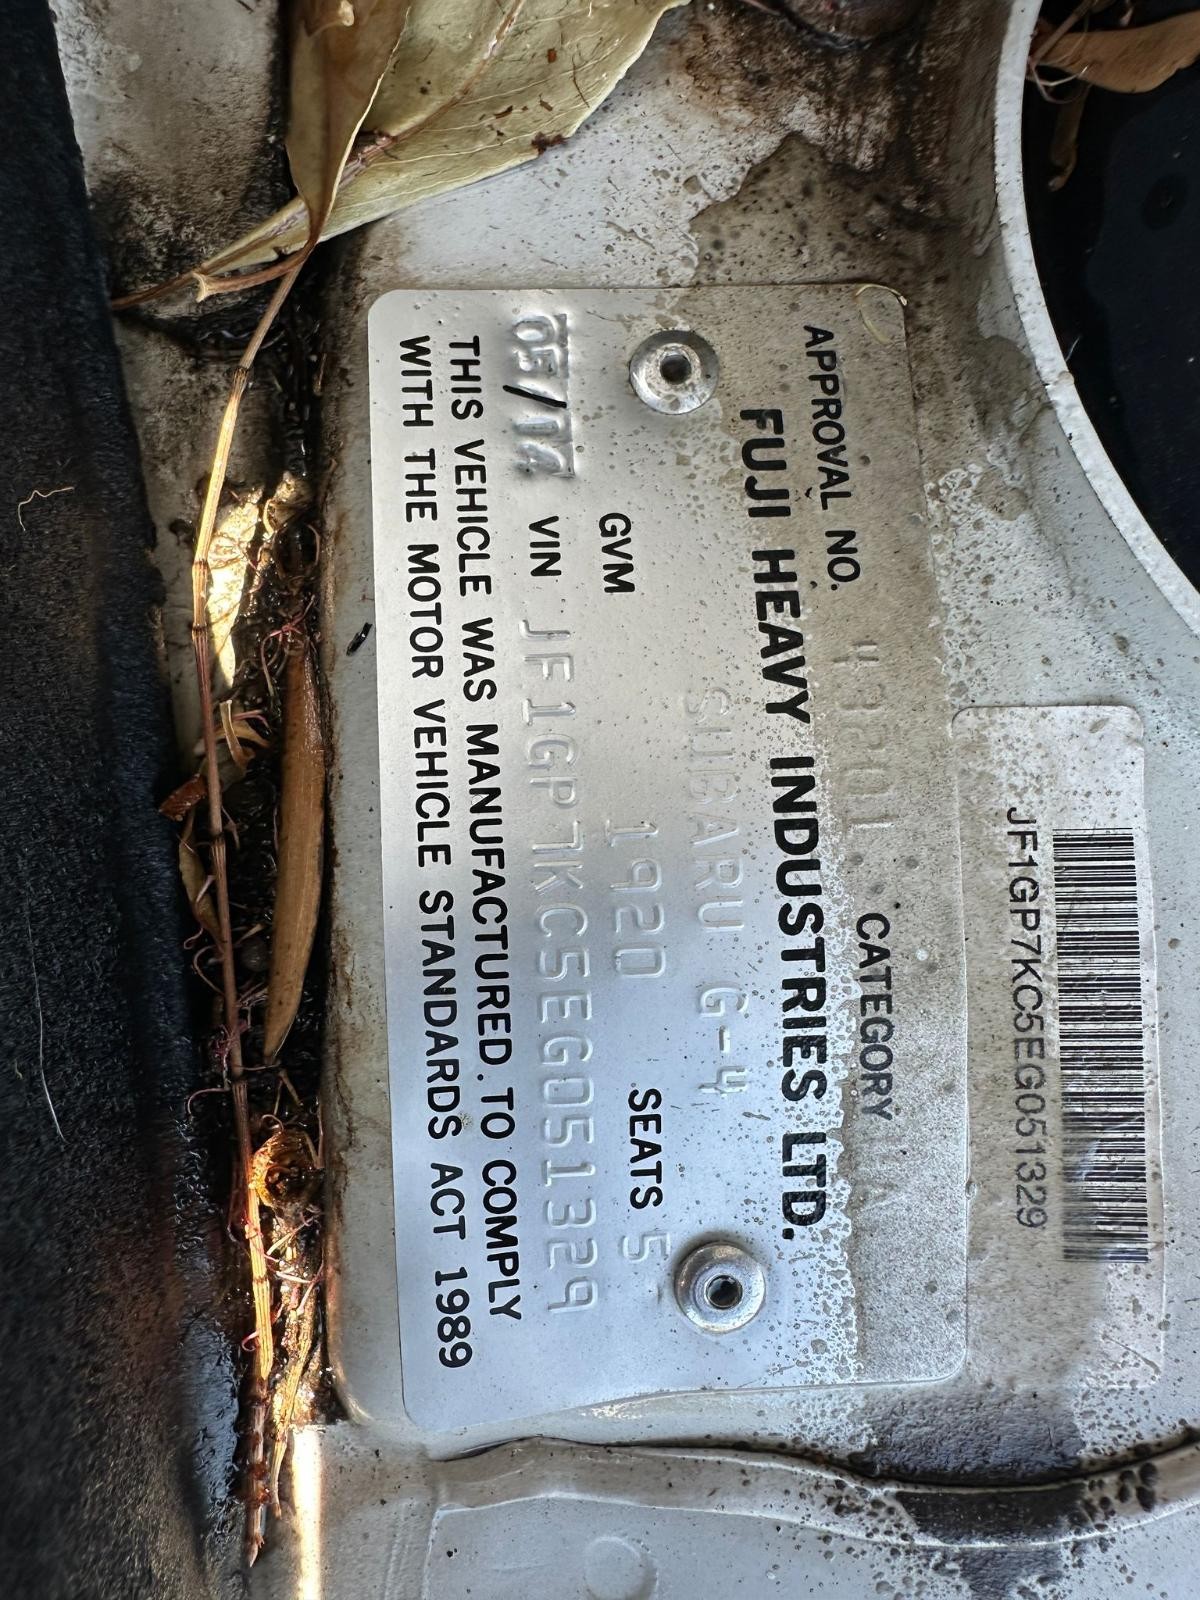 JF1GP7KC5EG051329
APPROVAL NO. CATEGORY
FUJI HEAVY INDUSTRIES LTD.
SUBARU G-4
GVM 1920 SEATS 5
05/14 VIN JF1GP7KC5EG051329
THIS VEHICLE WAS MANUFACTURED TO COMPLY
WITH THE MOTOR VEHICLE STANDARDS ACT 1989